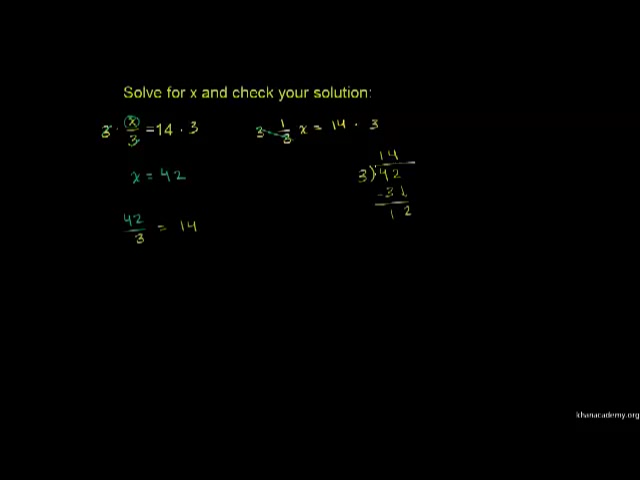 Solve for x and check your solution:
3 · x/3 = 14 · 3
3 · 1/3 x = 14 · 3
x = 42
14
3)42
-3↓
12
42/3 = 14
khanacademy.org